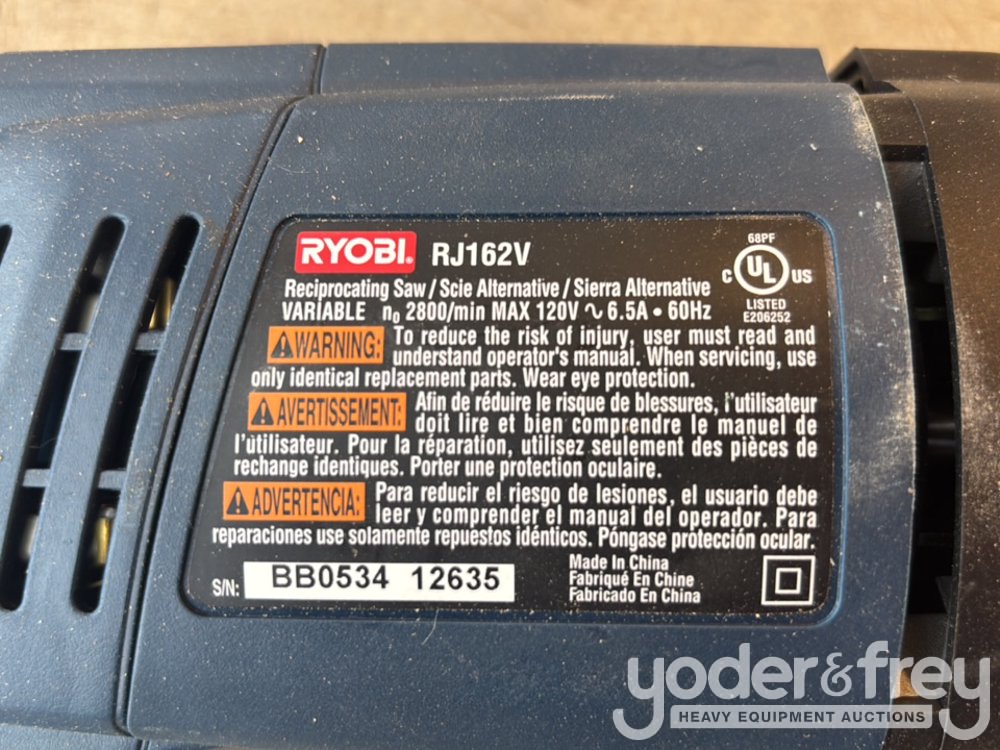 RYOBI. RJ162V
68PF
C UL US
LISTED
E206252
Reciprocating Saw / Scie Alternative / Sierra Alternative
VARIABLE n₀ 2800/min MAX 120V ∿ 6.5A • 60Hz
⚠WARNING: To reduce the risk of injury, user must read and
understand operator's manual. When servicing, use
only identical replacement parts. Wear eye protection.
⚠AVERTISSEMENT: Afin de réduire le risque de blessures, l'utilisateur
doit lire et bien comprendre le manuel de
l'utilisateur. Pour la réparation, utilisez seulement des pièces de
rechange identiques. Porter une protection oculaire.
⚠ADVERTENCIA: Para reducir el riesgo de lesiones, el usuario debe
leer y comprender el manual del operador. Para
reparaciones use solamente repuestos idénticos. Póngase protección ocular.
S/N: BB0534 12635
Made In China
Fabriqué En Chine
Fabricado En China
yoder&frey
HEAVY EQUIPMENT AUCTIONS